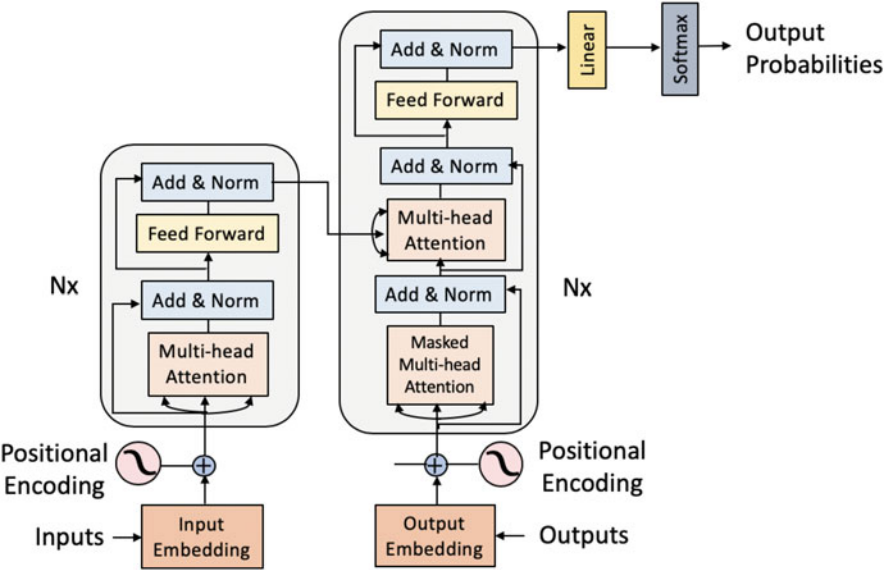 Add & Norm
Feed Forward
Add & Norm
Multi-head
Attention
Add & Norm
Masked
Multi-head
Attention
Linear
Softmax
Output
Probabilities
Add & Norm
Feed Forward
Add & Norm
Multi-head
Attention
Nx
Nx
Positional
Encoding
Positional
Encoding
Inputs
Input
Embedding
Output
Embedding
Outputs